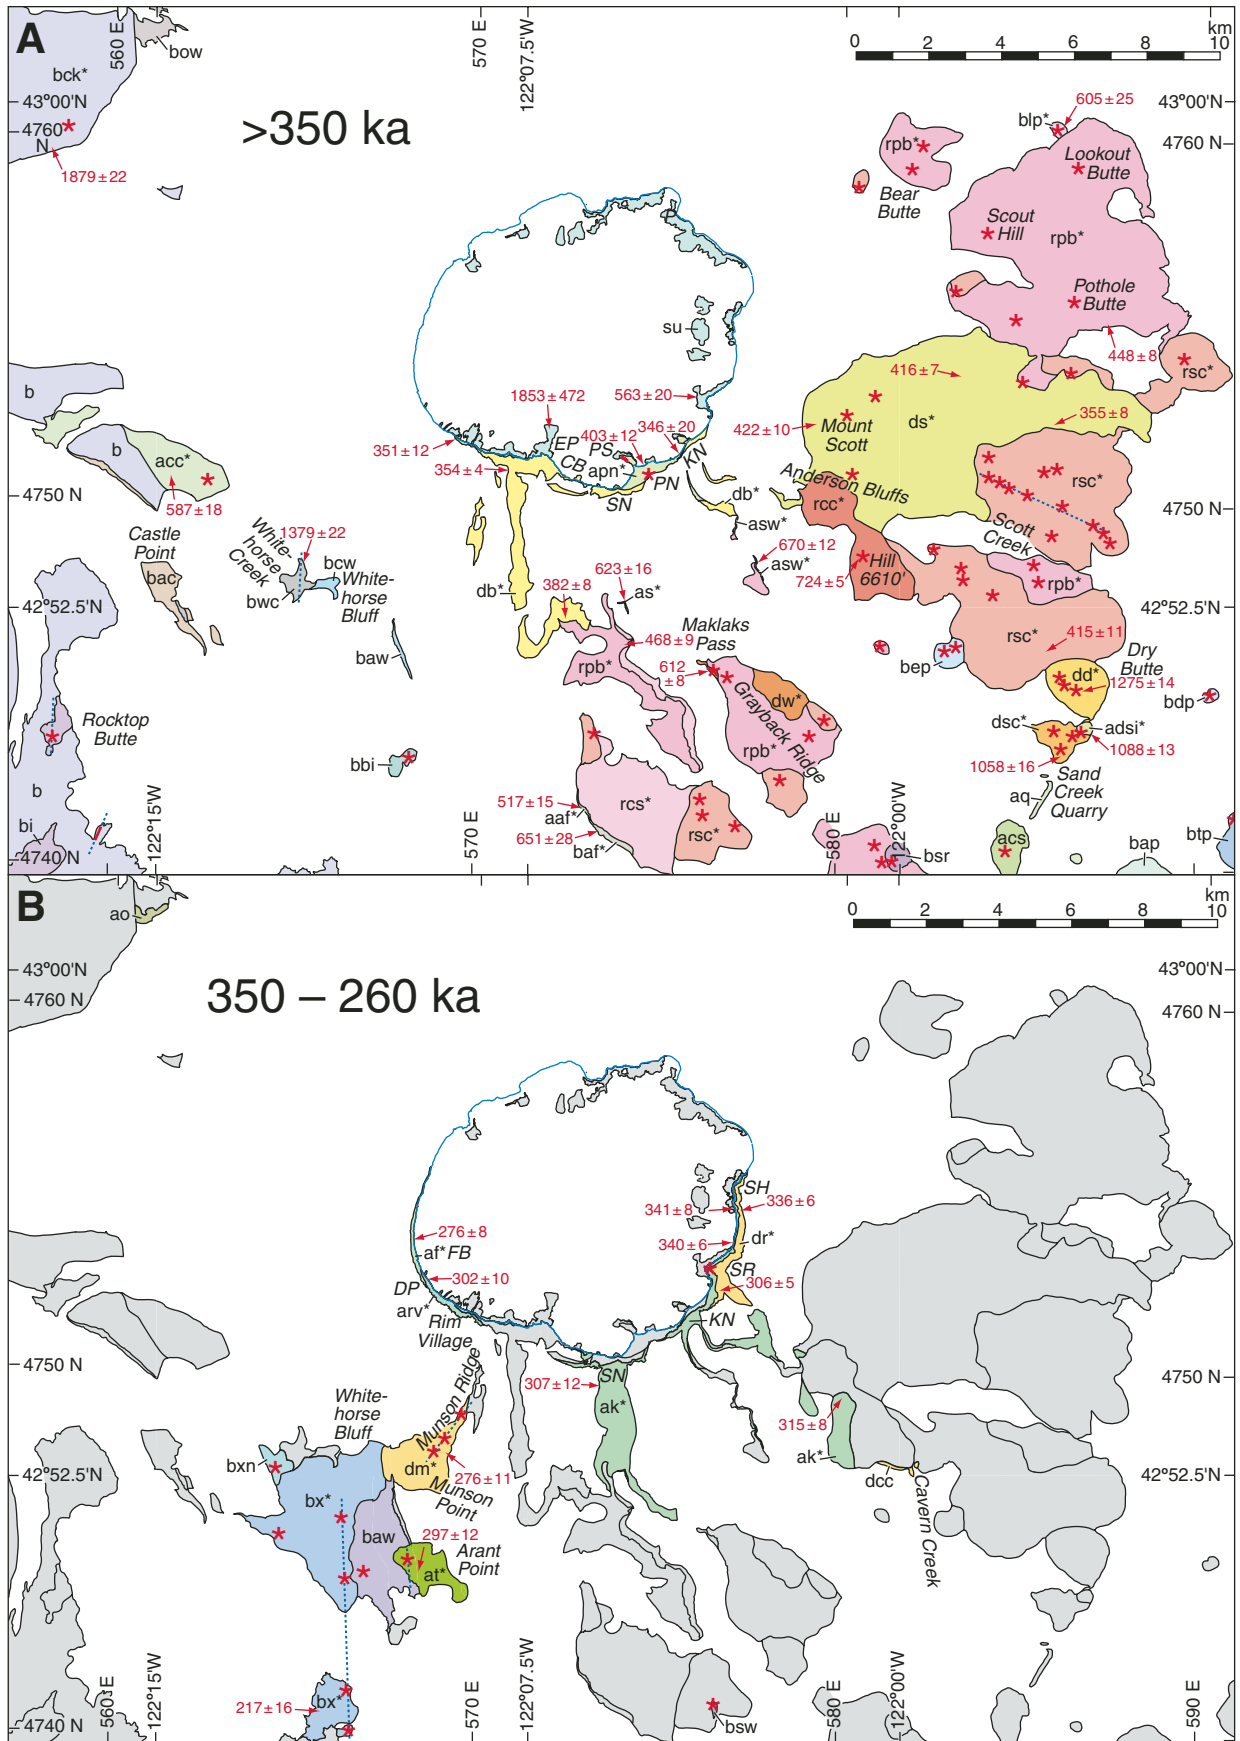 A
>350 ka
560 E
bow
bck*
43°00'N
4760
N
1879±22
570 E
122°07.5'W
km
0 2 4 6 8 10
43°00'N
4760 N
605±25
blp*
Lookout
Butte
rpb*
Bear
Butte
Scout
Hill
rpb*
Pothole
Butte
448±8
rsc*
su
1853±472
563±20
416±7
355±8
346±20
403±12
351±12
354±4
422±10
EP
PS
CB
apn*
KN
PN
SN
Mount
Scott
ds*
Anderson Bluffs
rcc*
rsc*
b
b
acc*
587±18
4750 N
4750 N
Castle
Point
bac
White-
horse
Creek
1379±22
bcw
bwc
White-
horse
Bluff
baw
db*
db*
asw*
670±12
asw*
724±5
Hill
6610'
Scott
Creek
rpb*
42°52.5'N
42°52.5'N
623±16
as*
382±8
468±9
rpb*
Maklaks
Pass
612
±8
Grayback Ridge
dw*
rpb*
rsc*
415±11
bep
Dry
Butte
dd*
1275±14
bdp
dsc*
adsi*
1088±13
1058±16
Sand
Creek
Quarry
aq
Rocktop
Butte
bbi
b
bi
4740 N
122°15'W
517±15
aaf*
651±28
baf*
rcs*
rsc*
570 E
580 E
122°00'W
bsr
acs
bap
btp
B
350 – 260 ka
ao
km
0 2 4 6 8 10
43°00'N
4760 N
43°00'N
4760 N
SH
341±8
336±6
276±8
af*
FB
340±6
dr*
SR
302±10
306±5
DP
arv*
Rim
Village
KN
4750 N
4750 N
SN
307±12
ak*
315±8
ak*
dcc
Cavern Creek
White-
horse
Bluff
Munson Ridge
bxn
dm*
276±11
Munson
Point
bx*
baw
297±12
Arant
Point
at*
42°52.5'N
42°52.5'N
217±16
bx*
4740 N
560 E
122°15'W
570 E
122°07.5'W
bsw
580 E
122°00'W
590 E